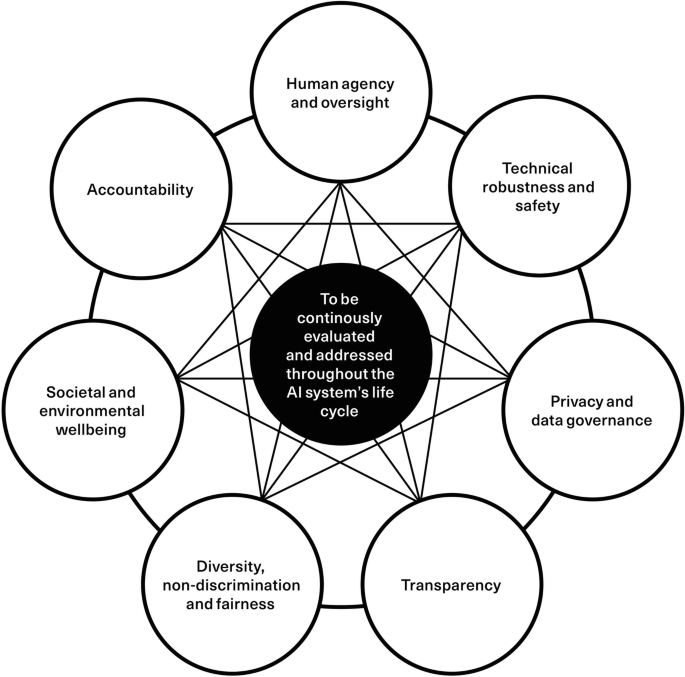 Human agency
and oversight
Technical
robustness and
safety
Privacy and
data governance
Transparency
Diversity,
non-discrimination
and fairness
Societal and
environmental
wellbeing
Accountability
To be
continously
evaluated
and addressed
throughout the
AI system's life
cycle